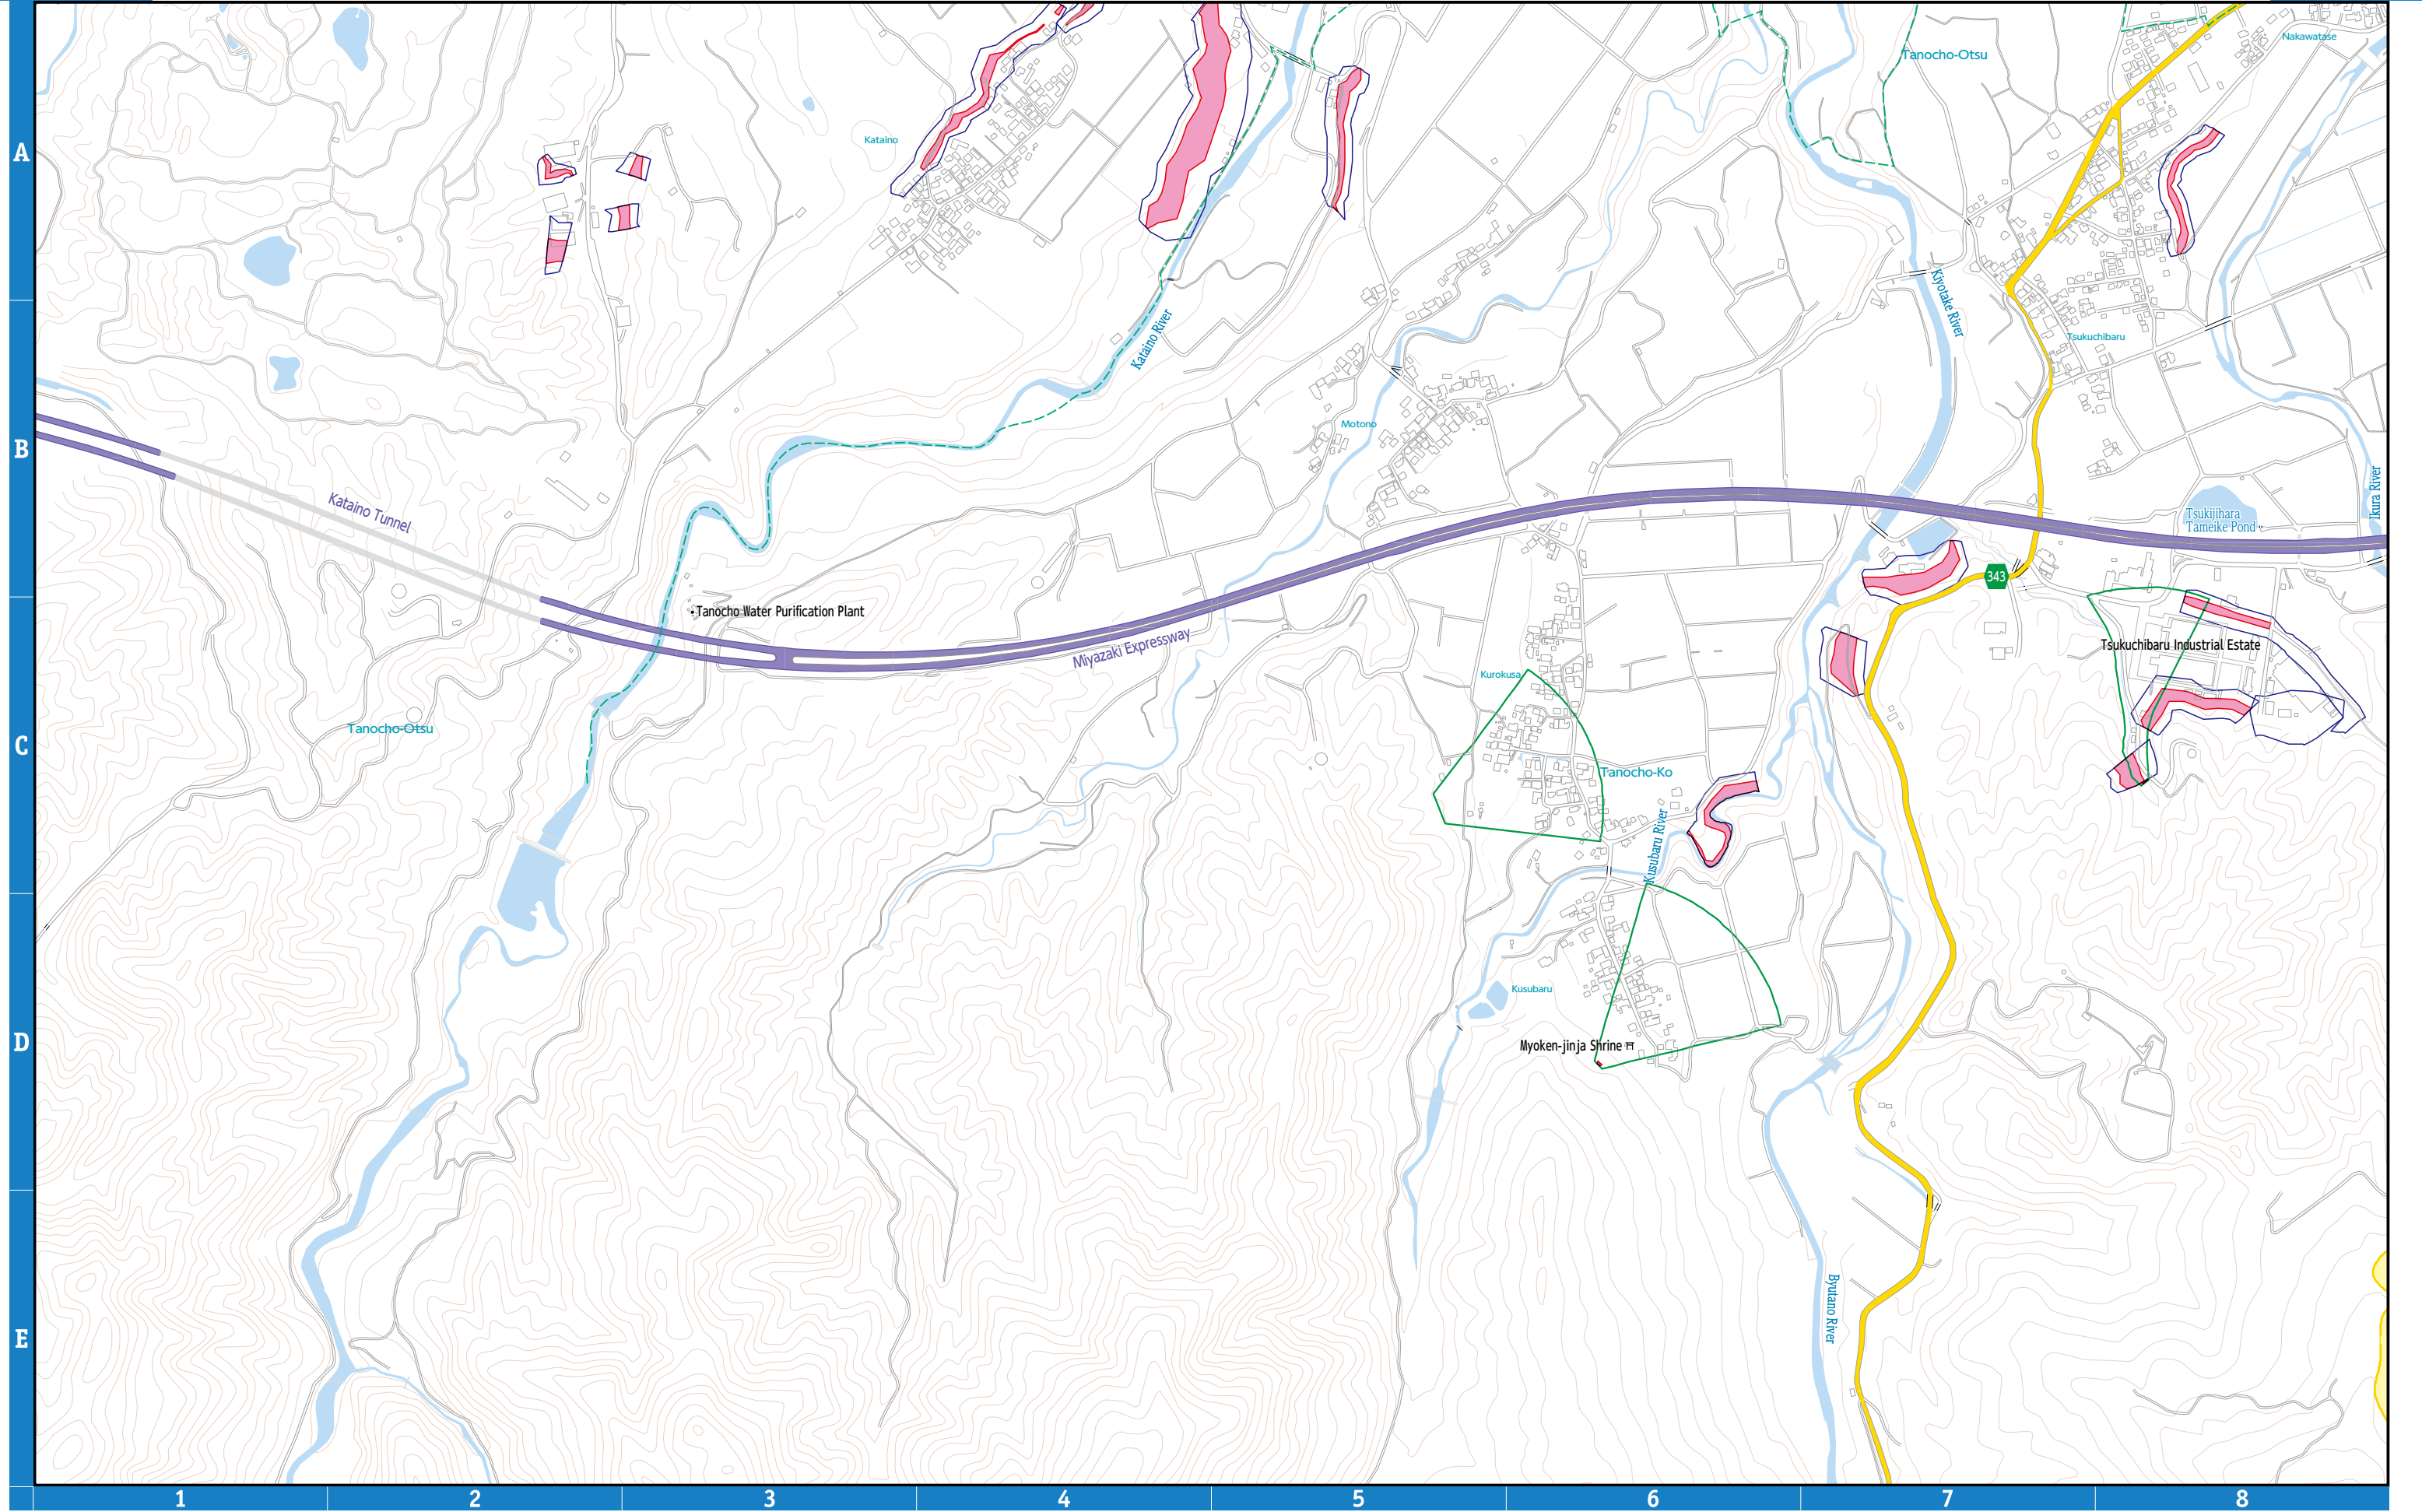 Nakawatase
Tanocho-Otsu
A
Kataino
Kiyotake River
Kataino River
Tsukuchibaru
Motono
B
Ikura River
Kataino Tunnel
Tsukijihara
Tameike Pond
343
Tanocho Water Purification Plant
Miyazaki Expressway
Tsukuchibaru Industrial Estate
Kurokusa
Tanocho-Otsu
C
Tanocho-Ko
Kusubaru River
Kusubaru
D
Myoken-jinja Shrine
Byutano River
E
1 2 3 4 5 6 7 8